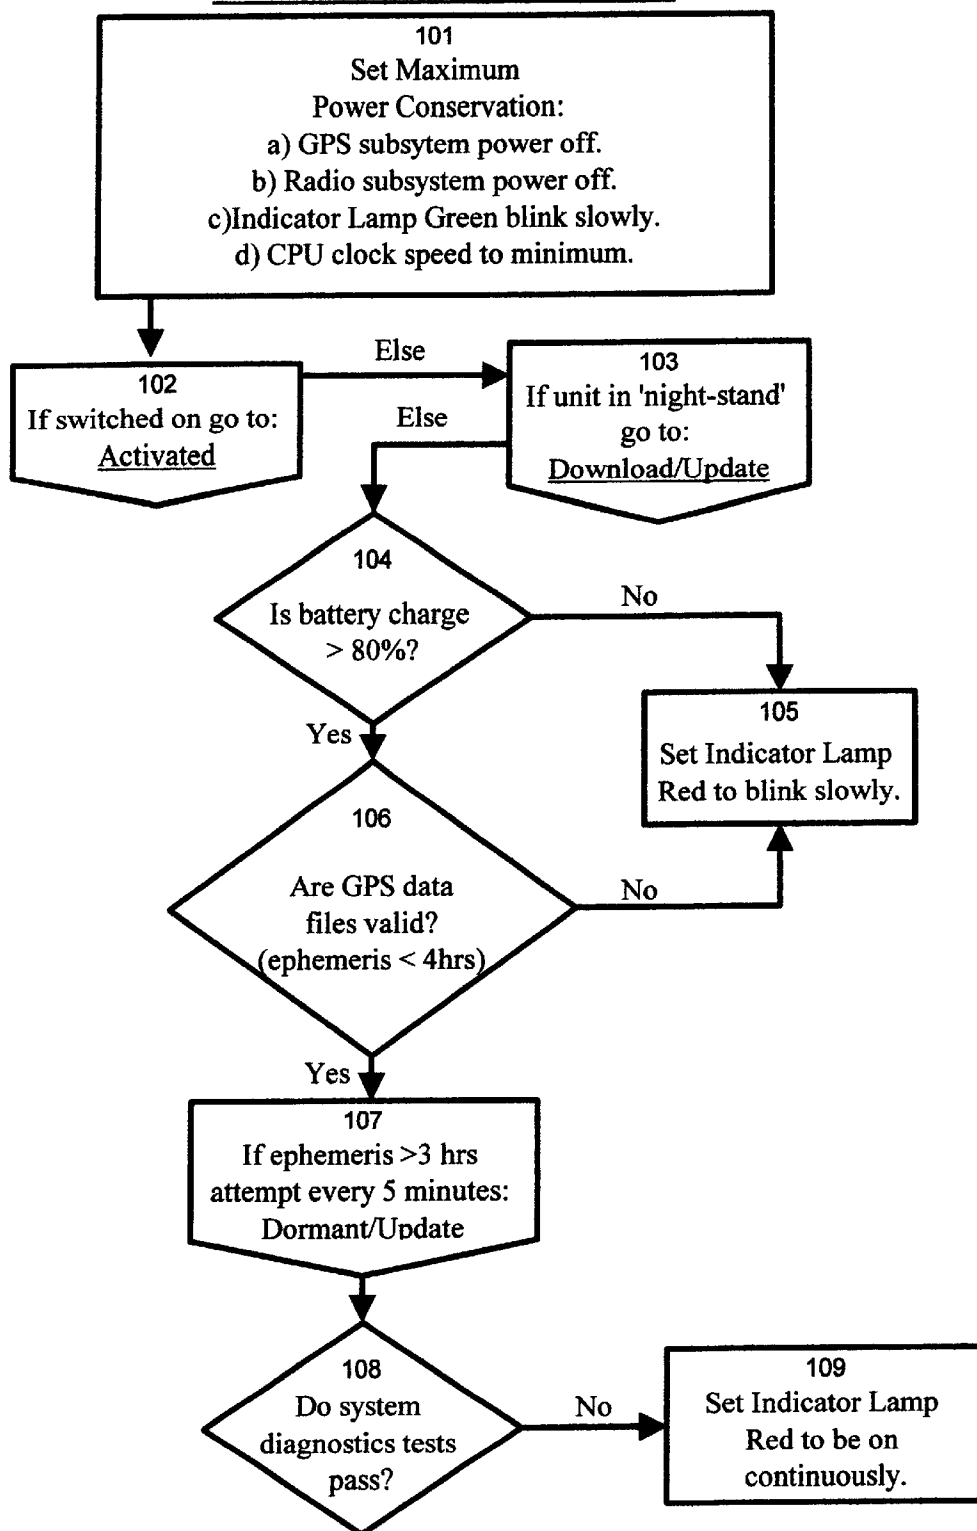 101
Set Maximum
Power Conservation:
a) GPS subsytem power off.
b) Radio subsystem power off.
c)Indicator Lamp Green blink slowly.
d) CPU clock speed to minimum.
102
If switched on go to:
Activated
Else
103
If unit in 'night-stand'
go to:
Download/Update
Else
104
Is battery charge
> 80%?
No
Yes
105
Set Indicator Lamp
Red to blink slowly.
106
Are GPS data
files valid?
(ephemeris < 4hrs)
No
Yes
107
If ephemeris >3 hrs
attempt every 5 minutes:
Dormant/Update
108
Do system
diagnostics tests
pass?
No
109
Set Indicator Lamp
Red to be on
continuously.